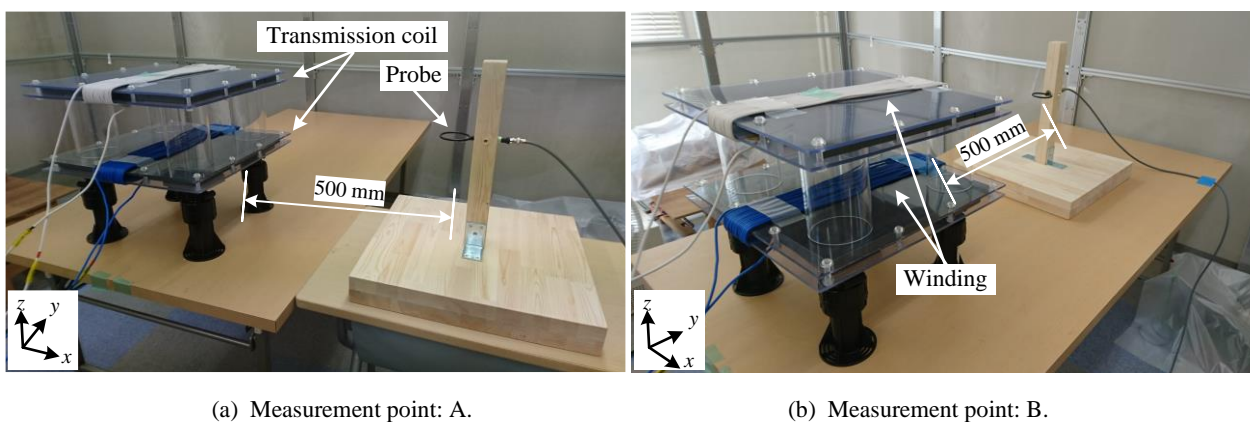 Transmission coil
Probe
500 mm
z
y
x
(a) Measurement point: A.
500 mm
Winding
z
y
x
(b) Measurement point: B.